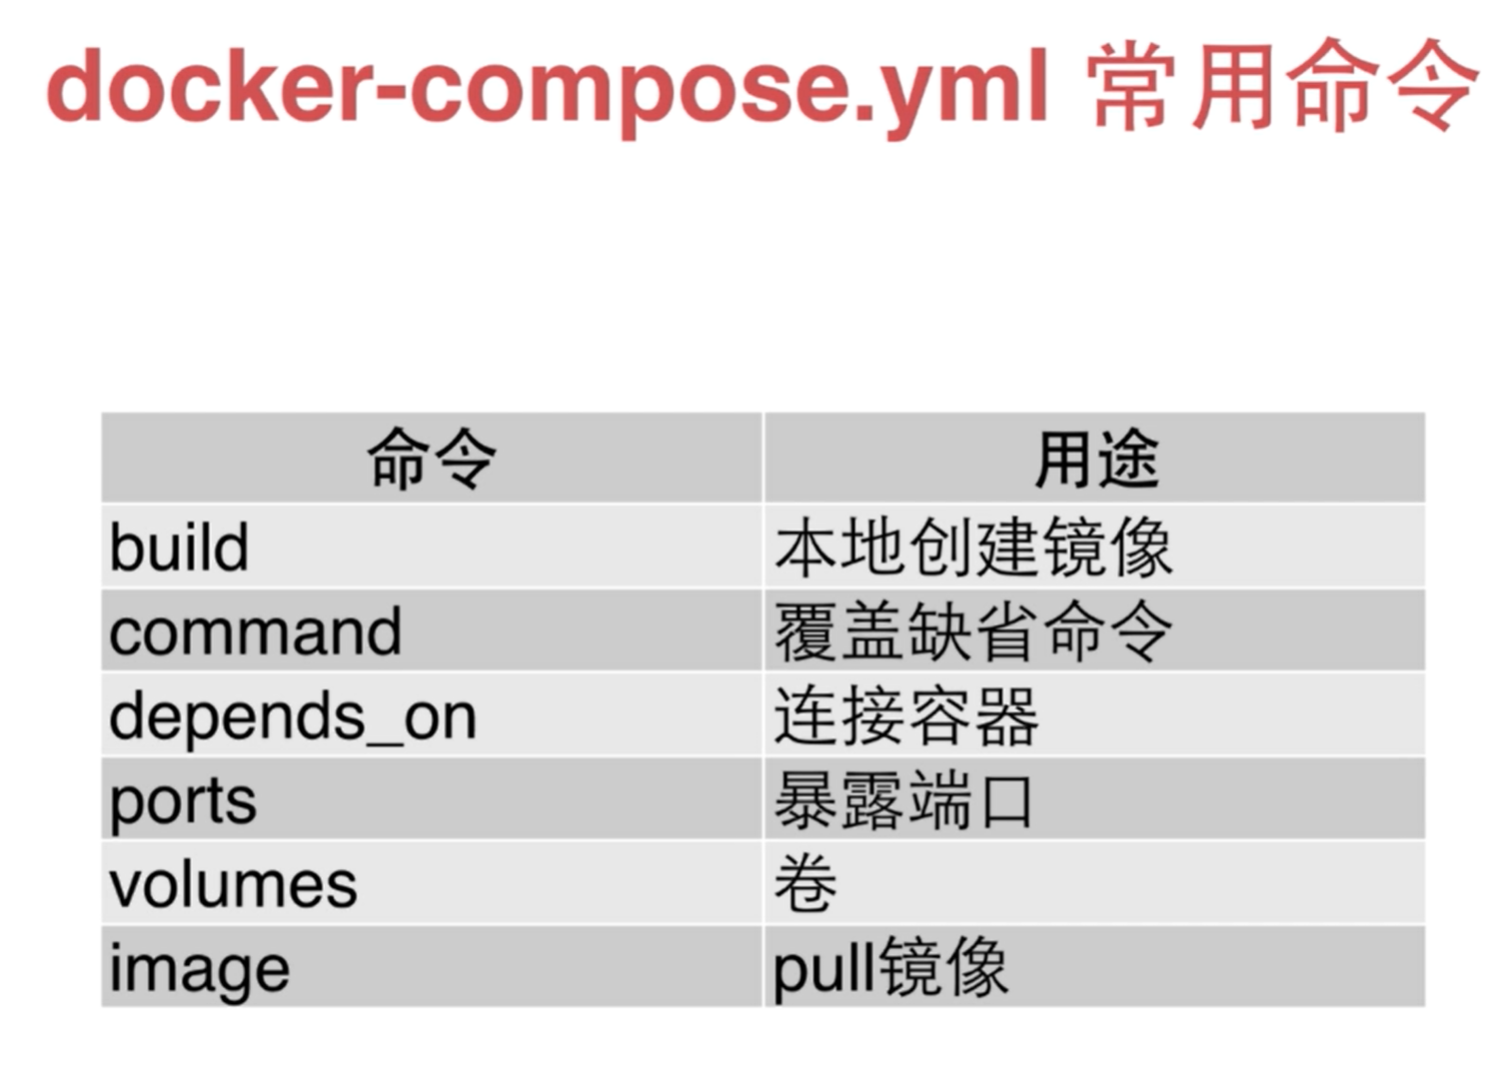 docker-compose.yml 常用命令
命令 用途
build 本地创建镜像
command 覆盖缺省命令
depends_on 连接容器
ports 暴露端口
volumes 卷
image pull镜像